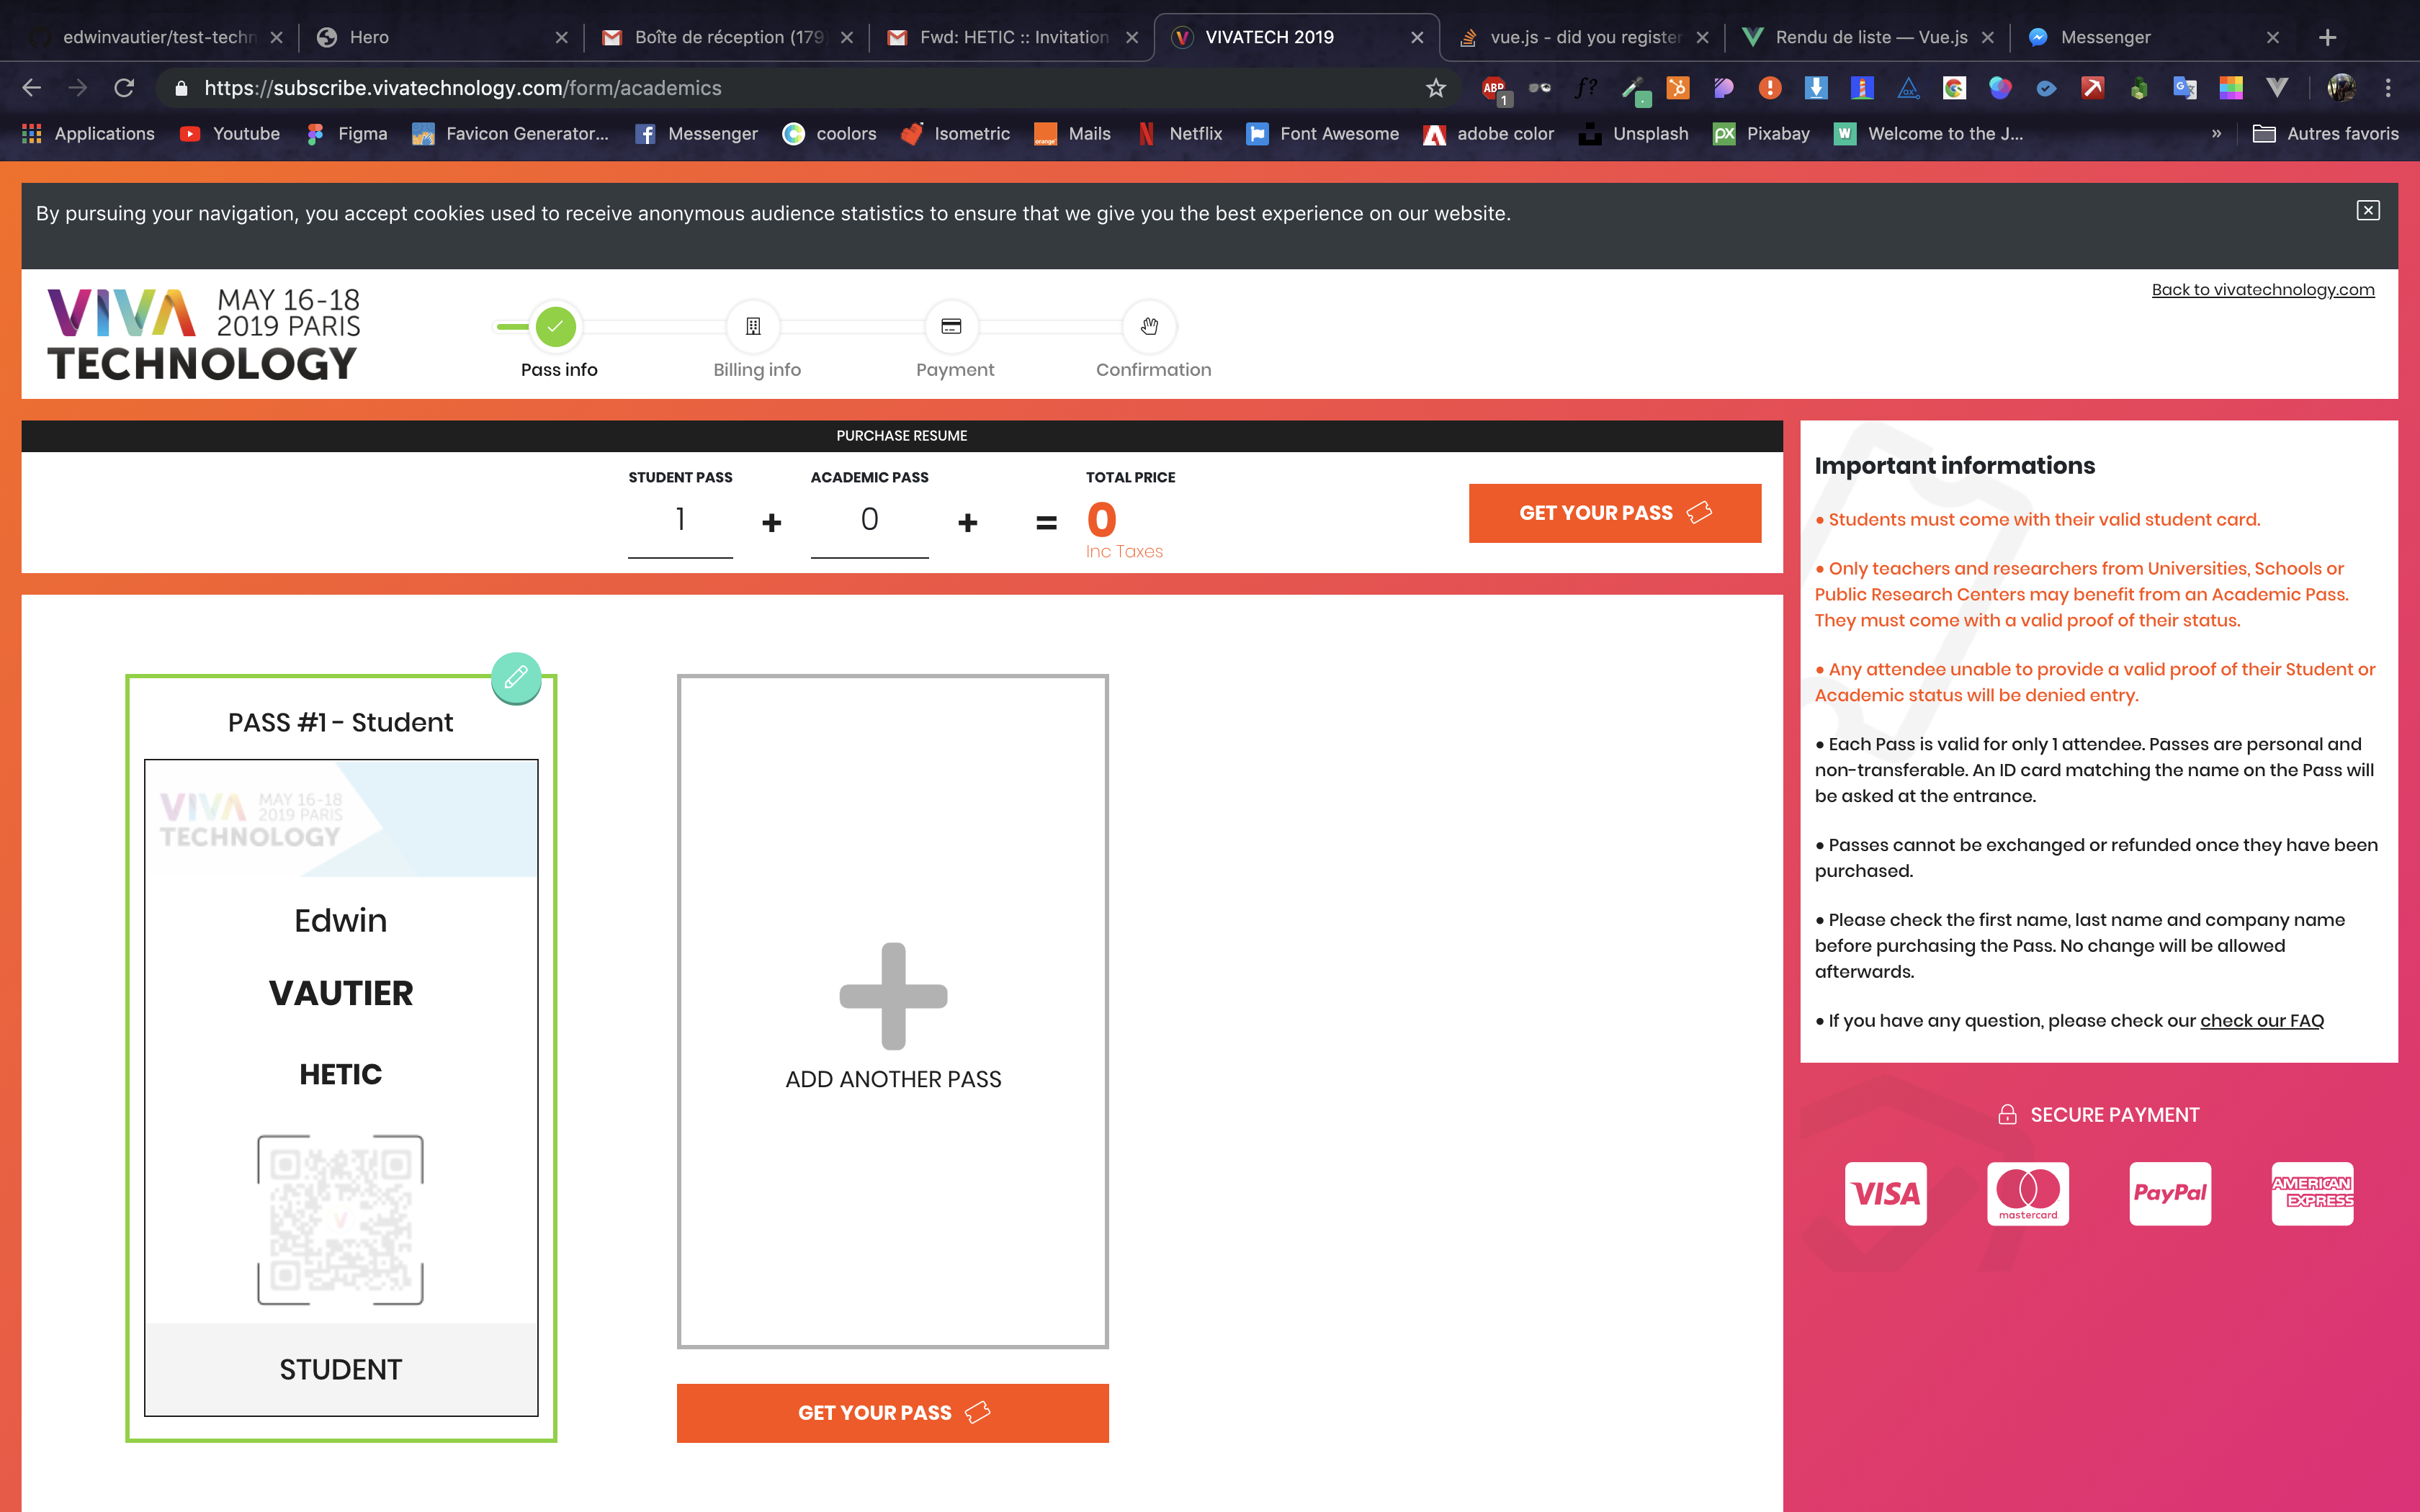 edwinvautier/test-techn
Hero
Boîte de réception (179
Fwd: HETIC :: Invitation
VIVATECH 2019
vue.js - did you register
Rendu de liste — Vue.js
Messenger
https://subscribe.vivatechnology.com/form/academics
ABP
1
f?
Applications
Youtube
Figma
Favicon Generator...
Messenger
coolors
Isometric
Mails
Netflix
Font Awesome
adobe color
Unsplash
Pixabay
Welcome to the J...
»
Autres favoris
By pursuing your navigation, you accept cookies used to receive anonymous audience statistics to ensure that we give you the best experience on our website.
VIVA MAY 16-18
2019 PARIS
TECHNOLOGY
Pass info
Billing info
Payment
Confirmation
Back to vivatechnology.com
PURCHASE RESUME
STUDENT PASS
ACADEMIC PASS
TOTAL PRICE
1 + 0 + = 0
Inc Taxes
GET YOUR PASS
PASS #1 - Student
VIVA MAY 16-18
2019 PARIS
TECHNOLOGY
Edwin
VAUTIER
HETIC
STUDENT
ADD ANOTHER PASS
GET YOUR PASS
Important informations
• Students must come with their valid student card.
• Only teachers and researchers from Universities, Schools or
Public Research Centers may benefit from an Academic Pass.
They must come with a valid proof of their status.
• Any attendee unable to provide a valid proof of their Student or
Academic status will be denied entry.
• Each Pass is valid for only 1 attendee. Passes are personal and
non-transferable. An ID card matching the name on the Pass will
be asked at the entrance.
• Passes cannot be exchanged or refunded once they have been
purchased.
• Please check the first name, last name and company name
before purchasing the Pass. No change will be allowed
afterwards.
• If you have any question, please check our check our FAQ
SECURE PAYMENT
VISA
mastercard
PayPal
AMERICAN
EXPRESS